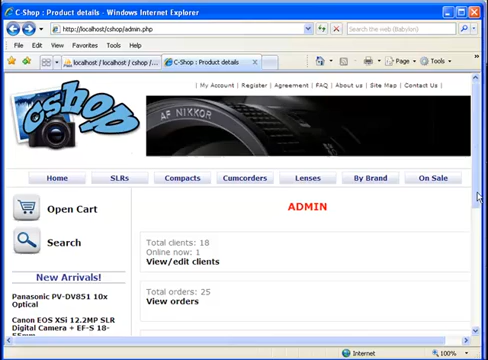 C-Shop : Product details - Windows Internet Explorer
http://localhost/cshop/admin.php
Search the web (Babylon)
File Edit View Favorites Tools Help
localhost / localhost / cshop / ...
C-Shop : Product details
Page
Tools
cshop
| My Account | Register | Agreement | FAQ | About us | Site Map | Contact Us |
AF NIKKOR
Home SLRs Compacts Cumcorders Lenses By Brand On Sale
Open Cart
Search
New Arrivals!
Panasonic PV-DV851 10x
Optical
Canon EOS XSi 12.2MP SLR
Digital Camera + EF-S 18-
55mm
ADMIN
Total clients: 18
Online now: 1
View/edit clients
Total orders: 25
View orders
Internet
100%